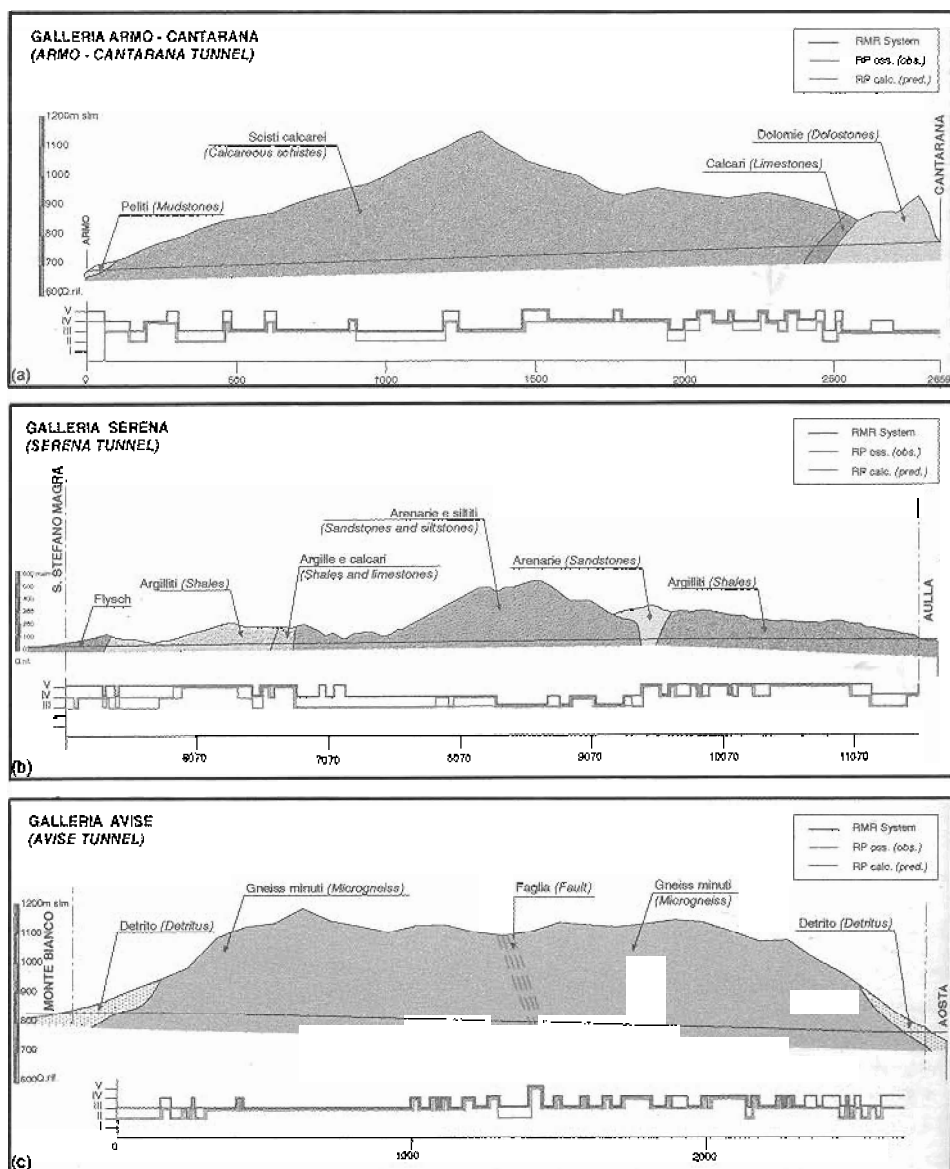 GALLERIA ARMO - CANTARANA
(ARMO - CANTARANA TUNNEL)
RMR System
RP oss. (obs.)
RP calc. (pred.)
1200m slm
1100
1000
900
800
700
600 Q.rif.
ARMO
Peliti (Mudstones)
Scisti calcarei
(Calcareous schistes)
Dolomie (Dolostones)
Calcari (Limestones)
CANTARANA
V
IV
III
II
I
0
500
1000
1500
2000
2500
(a)
GALLERIA SERENA
(SERENA TUNNEL)
RMR System
RP oss. (obs.)
RP calc. (pred.)
S. STEFANO MAGRA
Flysch
Argilliti (Shales)
Argille e calcari
(Shales and limestones)
Arenarie e siltiti
(Sandstones and siltstones)
Arenarie (Sandstones)
Argilliti (Shales)
AULLA
V
IV
III
6070
7070
8070
9070
10070
11070
(b)
GALLERIA AVISE
(AVISE TUNNEL)
RMR System
RP oss. (obs.)
RP calc. (pred.)
1200m slm
1100
1000
900
800
700
600 Q.rif.
MONTE BIANCO
Detrito (Detritus)
Gneiss minuti (Microgneiss)
Faglia (Fault)
Gneiss minuti
(Microgneiss)
Detrito (Detritus)
AOSTA
V
IV
III
II
I
0
1000
2000
(c)